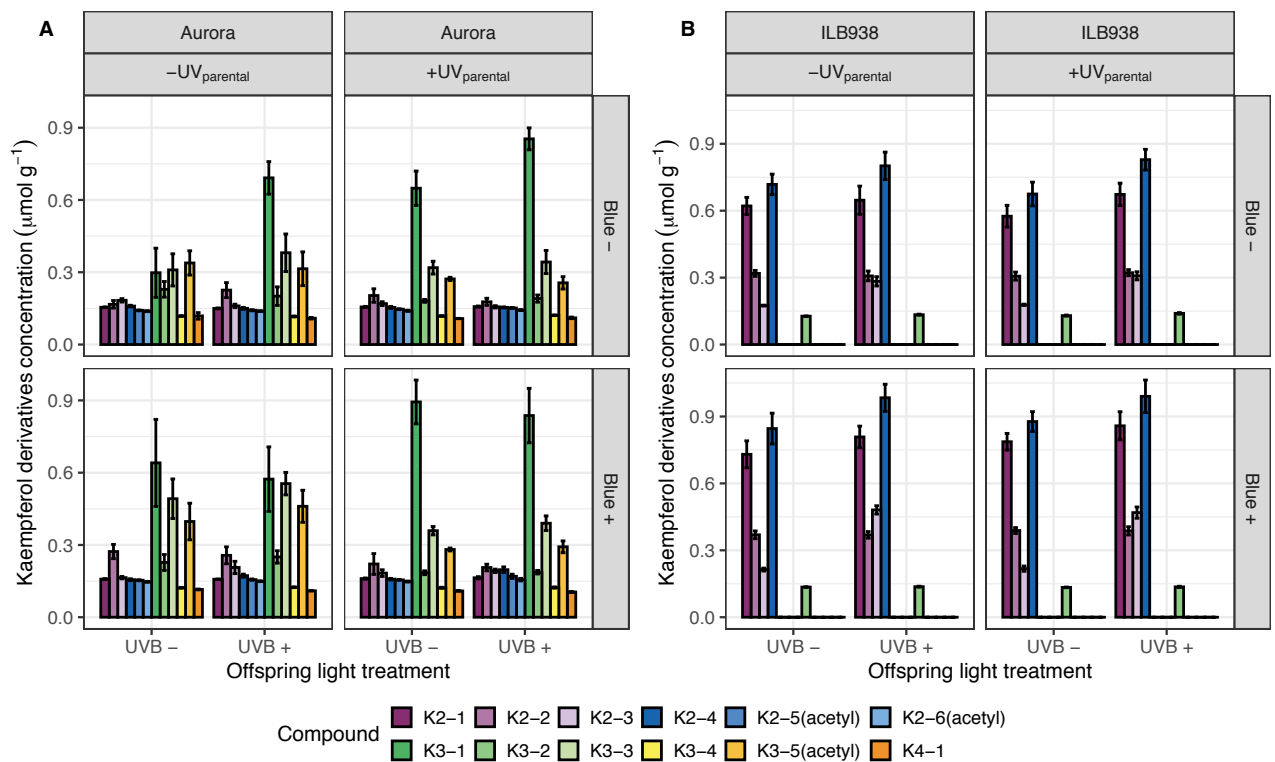 A
Aurora
Aurora
−UVparental
+UVparental
Kaempferol derivatives concentration (μmol g−1)
0.9
0.6
0.3
0.0
Blue −
0.9
0.6
0.3
0.0
Blue +
UVB − UVB +
UVB − UVB +
Offspring light treatment
B
ILB938
ILB938
−UVparental
+UVparental
Kaempferol derivatives concentration (μmol g−1)
0.9
0.6
0.3
0.0
Blue −
0.9
0.6
0.3
0.0
Blue +
UVB − UVB +
UVB − UVB +
Offspring light treatment
Compound
K2−1 K2−2 K2−3 K2−4 K2−5(acetyl) K2−6(acetyl)
K3−1 K3−2 K3−3 K3−4 K3−5(acetyl) K4−1